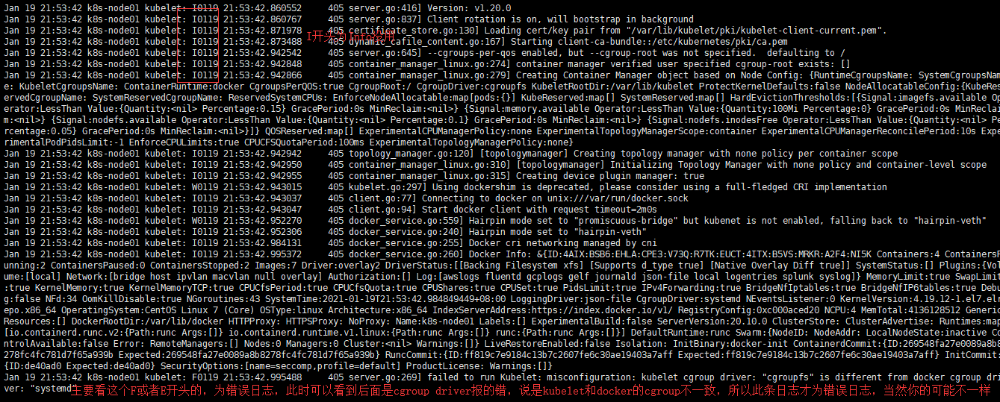 Jan 19 21:53:42 k8s-node01 kubelet: I0119 21:53:42.860552     405 server.go:416] Version: v1.20.0
Jan 19 21:53:42 k8s-node01 kubelet: I0119 21:53:42.860767     405 server.go:837] Client rotation is on, will bootstrap in background
Jan 19 21:53:42 k8s-node01 kubelet: I0119 21:53:42.871978     405 certificate_store.go:130] Loading cert/key pair from "/var/lib/kubelet/pki/kubelet-client-current.pem".
I开头为Info没用
Jan 19 21:53:42 k8s-node01 kubelet: I0119 21:53:42.873488     405 dynamic_cafile_content.go:167] Starting client-ca-bundle::/etc/kubernetes/pki/ca.pem
Jan 19 21:53:42 k8s-node01 kubelet: I0119 21:53:42.942542     405 server.go:645] --cgroups-per-qos enabled, but --cgroup-root was not specified.  defaulting to /
Jan 19 21:53:42 k8s-node01 kubelet: I0119 21:53:42.942848     405 container_manager_linux.go:274] container manager verified user specified cgroup-root exists: []
Jan 19 21:53:42 k8s-node01 kubelet: I0119 21:53:42.942866     405 container_manager_linux.go:279] Creating Container Manager object based on Node Config: {RuntimeCgroupsName: SystemCgroupsNam
e: KubeletCgroupsName: ContainerRuntime:docker CgroupsPerQOS:true CgroupRoot:/ CgroupDriver:cgroupfs KubeletRootDir:/var/lib/kubelet ProtectKernelDefaults:false NodeAllocatableConfig:{KubeRes
ervedCgroupName: SystemReservedCgroupName: ReservedSystemCPUs: EnforceNodeAllocatable:map[pods:{}] KubeReserved:map[] SystemReserved:map[] HardEvictionThresholds:[{Signal:imagefs.available Op
erator:LessThan Value:{Quantity:<nil> Percentage:0.15} GracePeriod:0s MinReclaim:<nil>} {Signal:memory.available Operator:LessThan Value:{Quantity:100Mi Percentage:0} GracePeriod:0s MinReclai
m:<nil>} {Signal:nodefs.available Operator:LessThan Value:{Quantity:<nil> Percentage:0.1} GracePeriod:0s MinReclaim:<nil>} {Signal:nodefs.inodesFree Operator:LessThan Value:{Quantity:<nil> Pe
rcentage:0.05} GracePeriod:0s MinReclaim:<nil>}]} QOSReserved:map[] ExperimentalCPUManagerPolicy:none ExperimentalTopologyManagerScope:container ExperimentalCPUManagerReconcilePeriod:10s Expe
rimentalPodPidsLimit:-1 EnforceCPULimits:true CPUCFSQuotaPeriod:100ms ExperimentalTopologyManagerPolicy:none}
Jan 19 21:53:42 k8s-node01 kubelet: I0119 21:53:42.942942     405 topology_manager.go:120] [topologymanager] Creating topology manager with none policy per container scope
Jan 19 21:53:42 k8s-node01 kubelet: I0119 21:53:42.942950     405 container_manager_linux.go:310] [topologymanager] Initializing Topology Manager with none policy and container-level scope
Jan 19 21:53:42 k8s-node01 kubelet: I0119 21:53:42.942955     405 container_manager_linux.go:315] Creating device plugin manager: true
Jan 19 21:53:42 k8s-node01 kubelet: W0119 21:53:42.943015     405 kubelet.go:297] Using dockershim is deprecated, please consider using a full-fledged CRI implementation
Jan 19 21:53:42 k8s-node01 kubelet: I0119 21:53:42.943037     405 client.go:77] Connecting to docker on unix:///var/run/docker.sock
Jan 19 21:53:42 k8s-node01 kubelet: I0119 21:53:42.943047     405 client.go:94] Start docker client with request timeout=2m0s
Jan 19 21:53:42 k8s-node01 kubelet: W0119 21:53:42.952270     405 docker_service.go:559] Hairpin mode set to "promiscuous-bridge" but kubenet is not enabled, falling back to "hairpin-veth"
Jan 19 21:53:42 k8s-node01 kubelet: I0119 21:53:42.952306     405 docker_service.go:240] Hairpin mode set to "hairpin-veth"
Jan 19 21:53:42 k8s-node01 kubelet: I0119 21:53:42.984131     405 docker_service.go:255] Docker cri networking managed by cni
Jan 19 21:53:42 k8s-node01 kubelet: I0119 21:53:42.995372     405 docker_service.go:260] Docker Info: &{ID:4AIX:BSB6:EHLA:CPE3:V73Q:R7TK:EUCT:4ITX:B5VS:MRKR:A2F4:NI5K Containers:4 ContainersR
unning:2 ContainersPaused:0 ContainersStopped:2 Images:7 Driver:overlay2 DriverStatus:[[Backing Filesystem xfs] [Supports d_type true] [Native Overlay Diff true]] SystemStatus:[] Plugins:{Vol
ume:[local] Network:[bridge host ipvlan macvlan null overlay] Authorization:[] Log:[awslogs fluentd gcplogs gelf journald json-file local logentries splunk syslog]} MemoryLimit:true SwapLimit
:true KernelMemory:true KernelMemoryTCP:true CPUCfsPeriod:true CPUCfsQuota:true CPUShares:true CPUSet:true PidsLimit:true IPv4Forwarding:true BridgeNfIptables:true BridgeNfIP6tables:true Debu
g:false NFd:34 OomKillDisable:true NGoroutines:43 SystemTime:2021-01-19T21:53:42.984849449+08:00 LoggingDriver:json-file CgroupDriver:systemd NEventsListener:0 KernelVersion:4.19.12-1.el7.elr
epo.x86_64 OperatingSystem:CentOS Linux 7 (Core) OSType:linux Architecture:x86_64 IndexServerAddress:https://index.docker.io/v1/ RegistryConfig:0xc000aced20 NCPU:4 MemTotal:4136128512 Generic
Resources:[] DockerRootDir:/var/lib/docker HTTPProxy: HTTPSProxy: NoProxy: Name:k8s-node01 Labels:[] ExperimentalBuild:false ServerVersion:20.10.0 ClusterStore: ClusterAdvertise: Runtimes:map
[io.containerd.runc.v2:{Path:runc Args:[]} io.containerd.runtime.v1.linux:{Path:runc Args:[]} runc:{Path:runc Args:[]}] DefaultRuntime:runc Swarm:{NodeID: NodeAddr: LocalNodeState:inactive Co
ntrolAvailable:false Error: RemoteManagers:[] Nodes:0 Managers:0 Cluster:<nil> Warnings:[]} LiveRestoreEnabled:false Isolation: InitBinary:docker-init ContainerdCommit:{ID:269548fa27e0089a8b8
278fc4fc781d7f65a939b Expected:269548fa27e0089a8b8278fc4fc781d7f65a939b} RuncCommit:{ID:ff819c7e9184c13b7c2607fe6c30ae19403a7aff Expected:ff819c7e9184c13b7c2607fe6c30ae19403a7aff} InitCommit:
{ID:de40ad0 Expected:de40ad0} SecurityOptions:[name=seccomp,profile=default] ProductLicense: Warnings:[]}
Jan 19 21:53:42 k8s-node01 kubelet: F0119 21:53:42.995488     405 server.go:269] failed to run Kubelet: misconfiguration: kubelet cgroup driver: "cgroupfs" is different from docker cgroup dri
ver: "systemd
主要看这个F或者E开头的，为错误日志，此时可以看到后面是cgroup driver报的错，说是kubelet和docker的cgroup不一致，所以此条日志才为错误日志，当然你的可能不一样